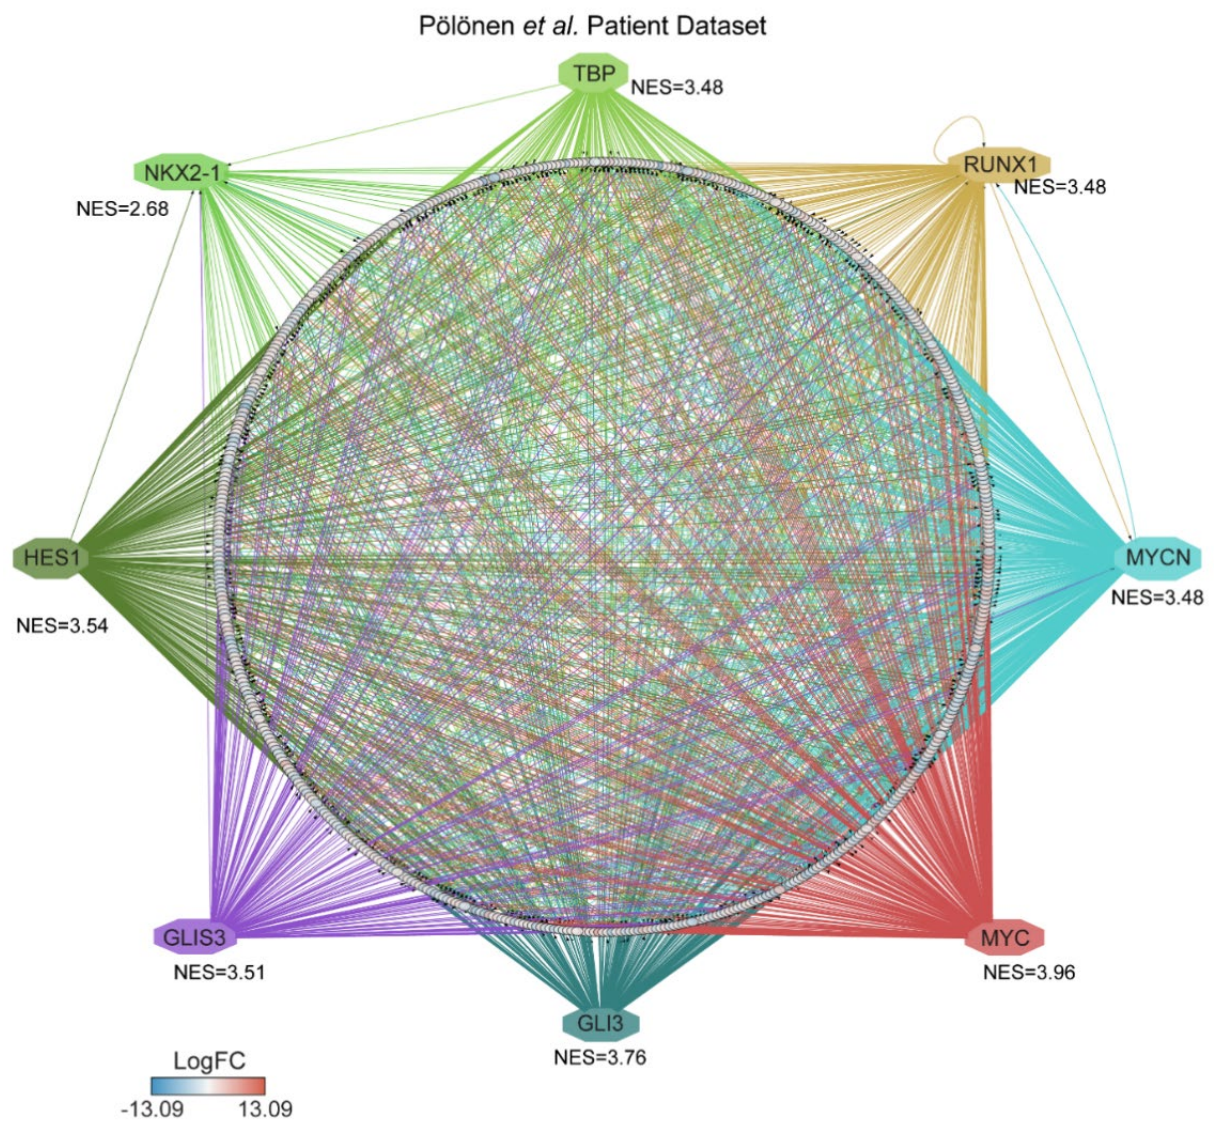 Pölönen et al. Patient Dataset
TBP
NES=3.48
NKX2-1
NES=2.68
RUNX1
NES=3.48
HES1
NES=3.54
MYCN
NES=3.48
GLIS3
NES=3.51
MYC
NES=3.96
GLI3
NES=3.76
LogFC
-13.09 13.09